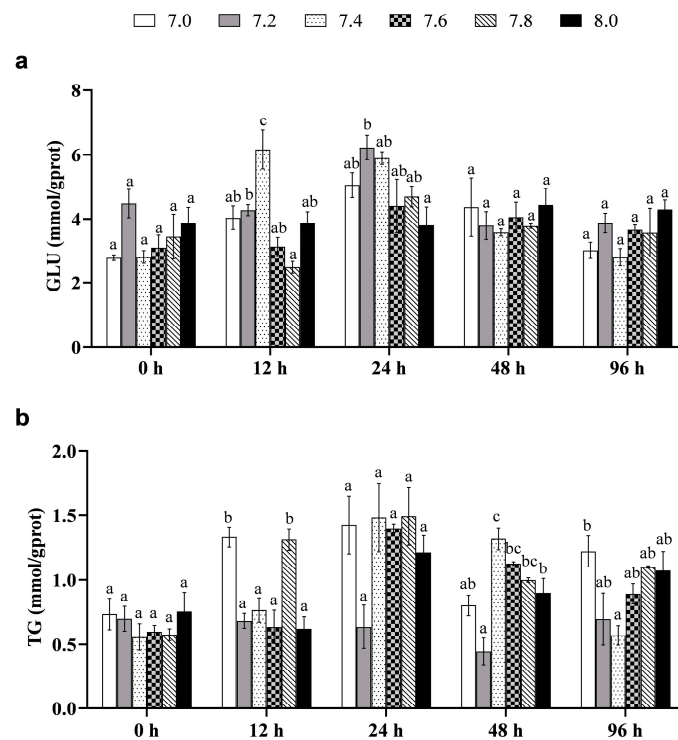 7.0 7.2 7.4 7.6 7.8 8.0
a
GLU (mmol/gprot)
8
6
4
2
0
a a a a a a
ab b c ab a ab
ab b ab ab ab a
a a a a a a
a a a a a a
0 h 12 h 24 h 48 h 96 h
b
TG (mmol/gprot)
2.0
1.5
1.0
0.5
0.0
a a a a a a
b a a a b a
a a a a a a
ab a c bc bc b
b ab a ab ab ab
0 h 12 h 24 h 48 h 96 h